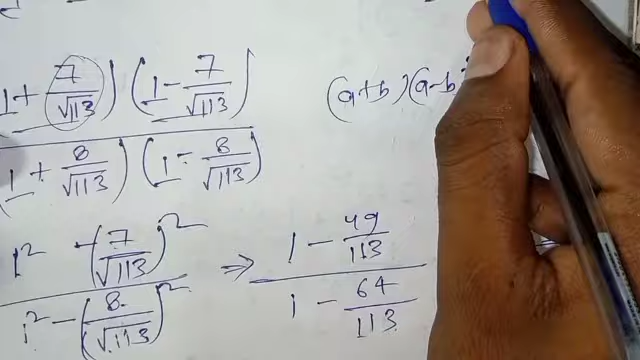 (1 + 7/√113) (1 - 7/√113) (a+b)(a-b
(1 + 8/√113) (1 - 8/√113)
1² - (7/√113)² ⇒ 1 - 49/113
1² - (8/√113)² 1 - 64/113